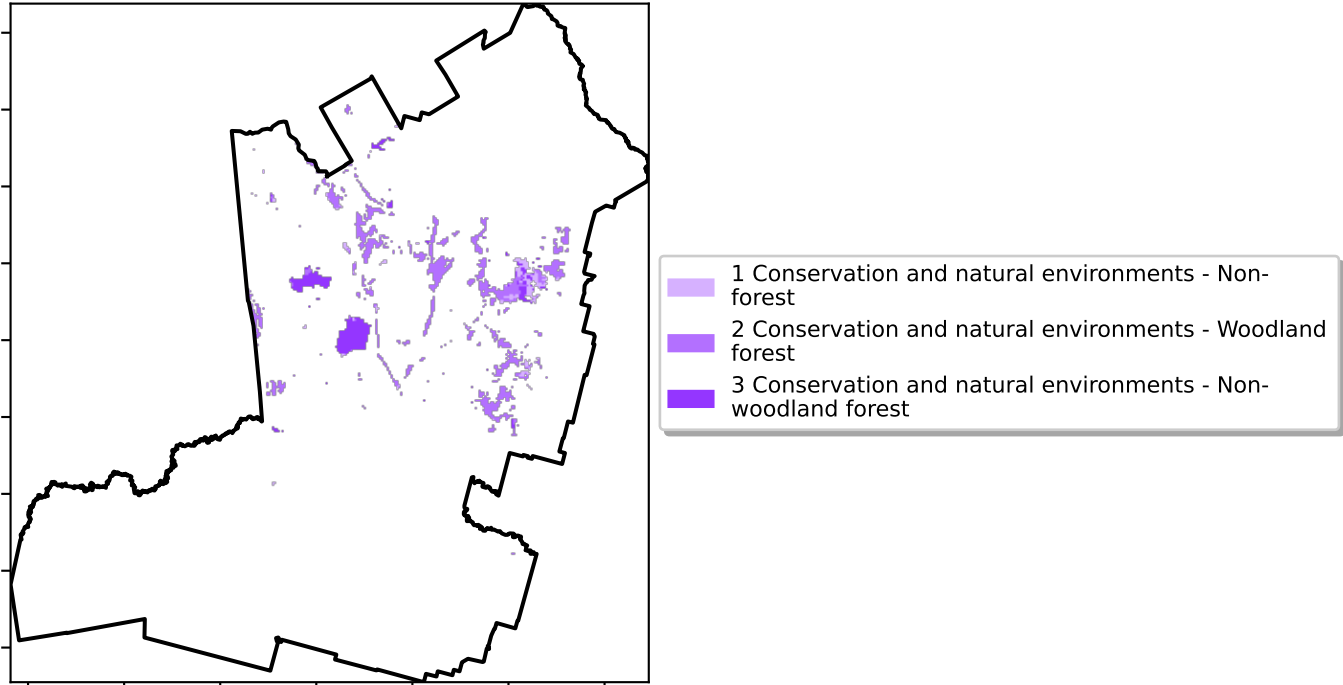 1 Conservation and natural environments - Non-
forest
2 Conservation and natural environments - Woodland
forest
3 Conservation and natural environments - Non-
woodland forest